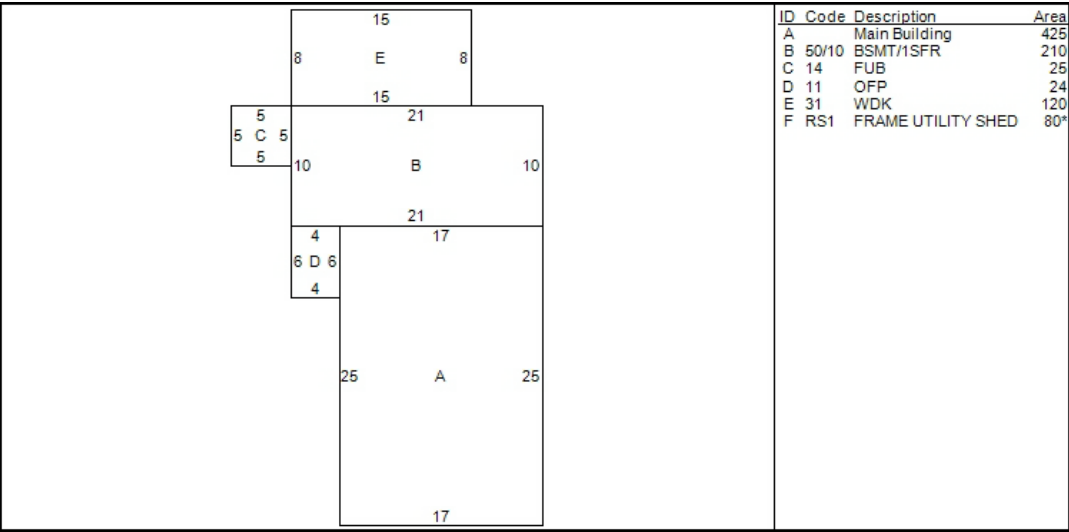 15
8 E 8
15
5
5 C 5
5
21
10 B 10
21
4
6 D 6
4
17
25 A 25
17
ID Code Description Area
A Main Building 425
B 50/10 BSMT/1SFR 210
C 14 FUB 25
D 11 OFP 24
E 31 WDK 120
F RS1 FRAME UTILITY SHED 80*